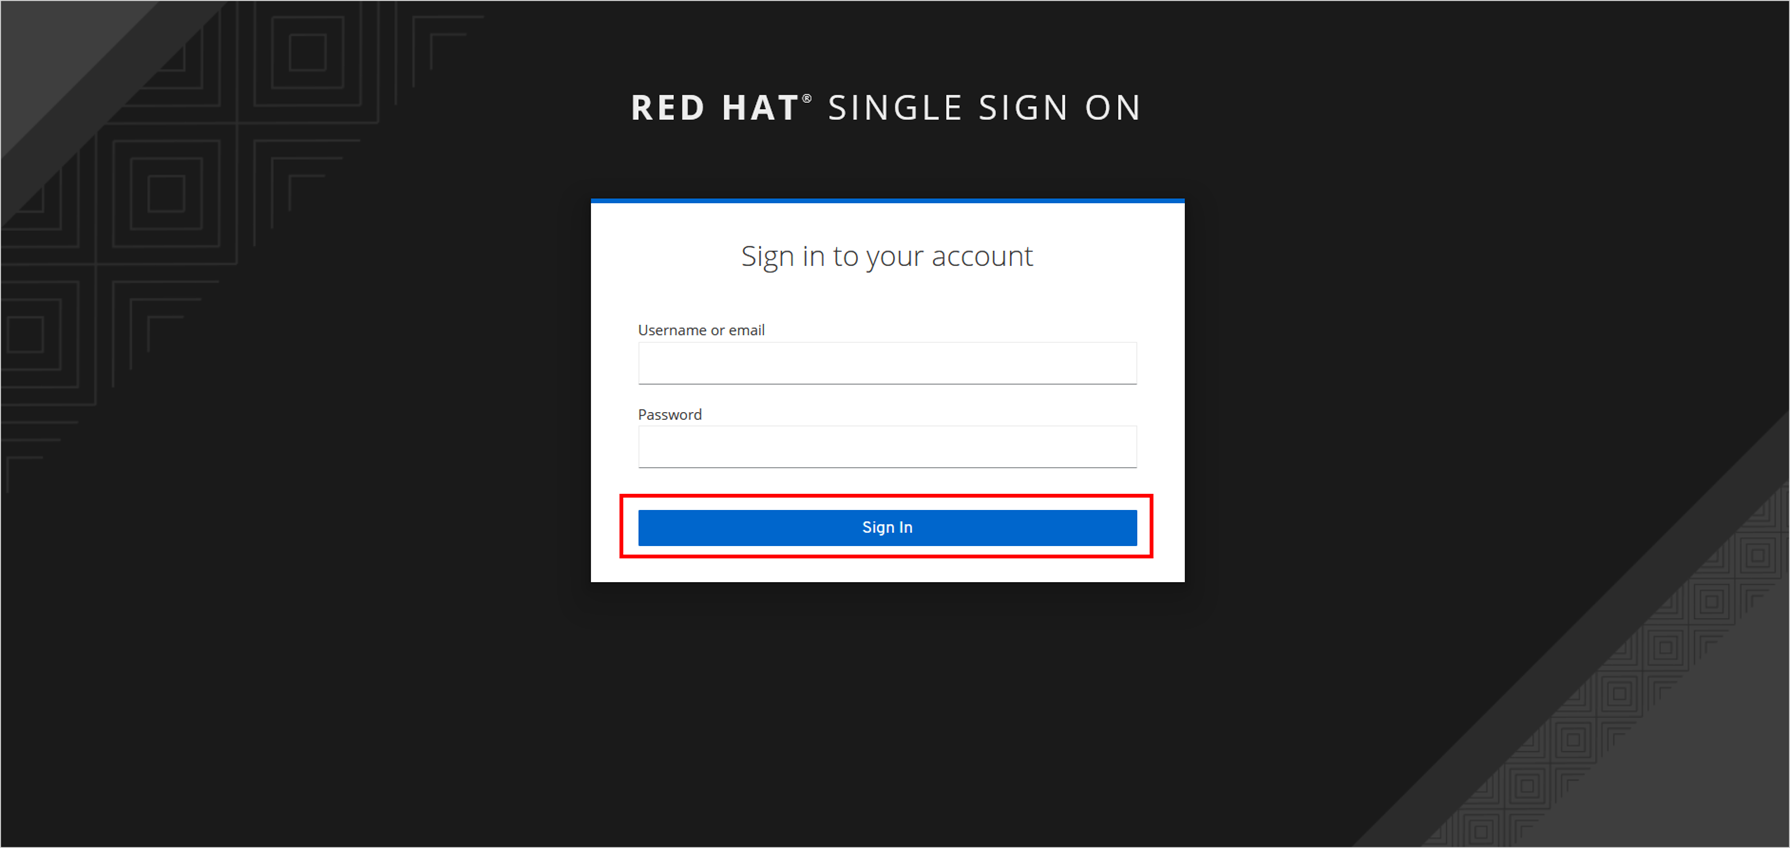 RED HAT® SINGLE SIGN ON
Sign in to your account
Username or email
Password
Sign In